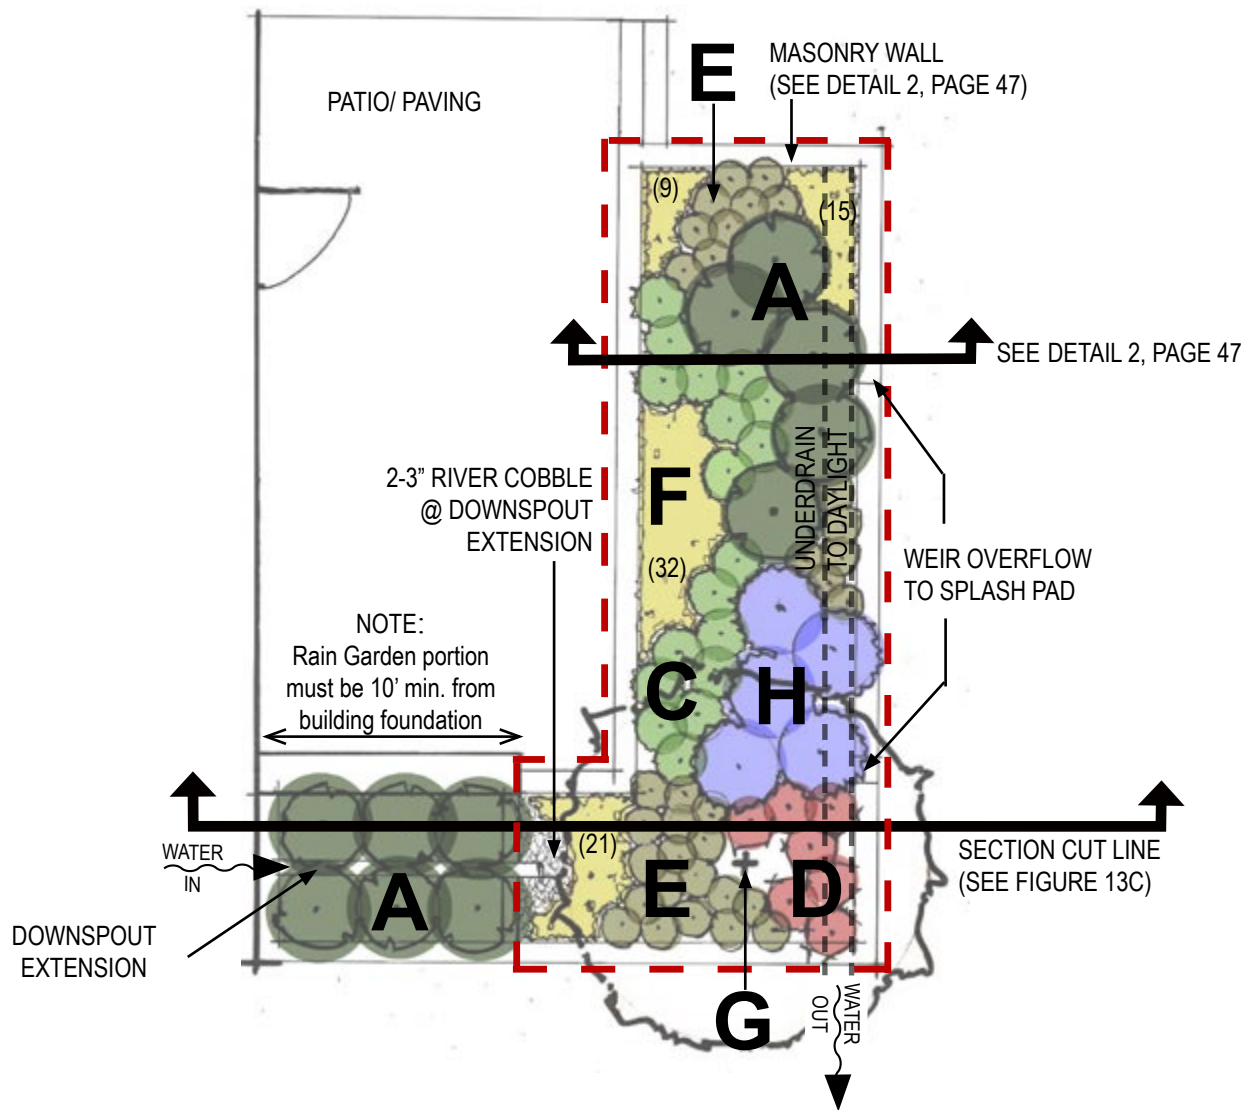 E
MASONRY WALL
(SEE DETAIL 2, PAGE 47)
PATIO/ PAVING
(9)
(15)
A
SEE DETAIL 2, PAGE 47
2-3" RIVER COBBLE
@ DOWNSPOUT
EXTENSION
F
(32)
UNDERDRAIN
TO DAYLIGHT
WEIR OVERFLOW
TO SPLASH PAD
NOTE:
Rain Garden portion
must be 10' min. from
building foundation
C
H
WATER
IN
(21)
SECTION CUT LINE
(SEE FIGURE 13C)
A
E
D
DOWNSPOUT
EXTENSION
G
WATER
OUT